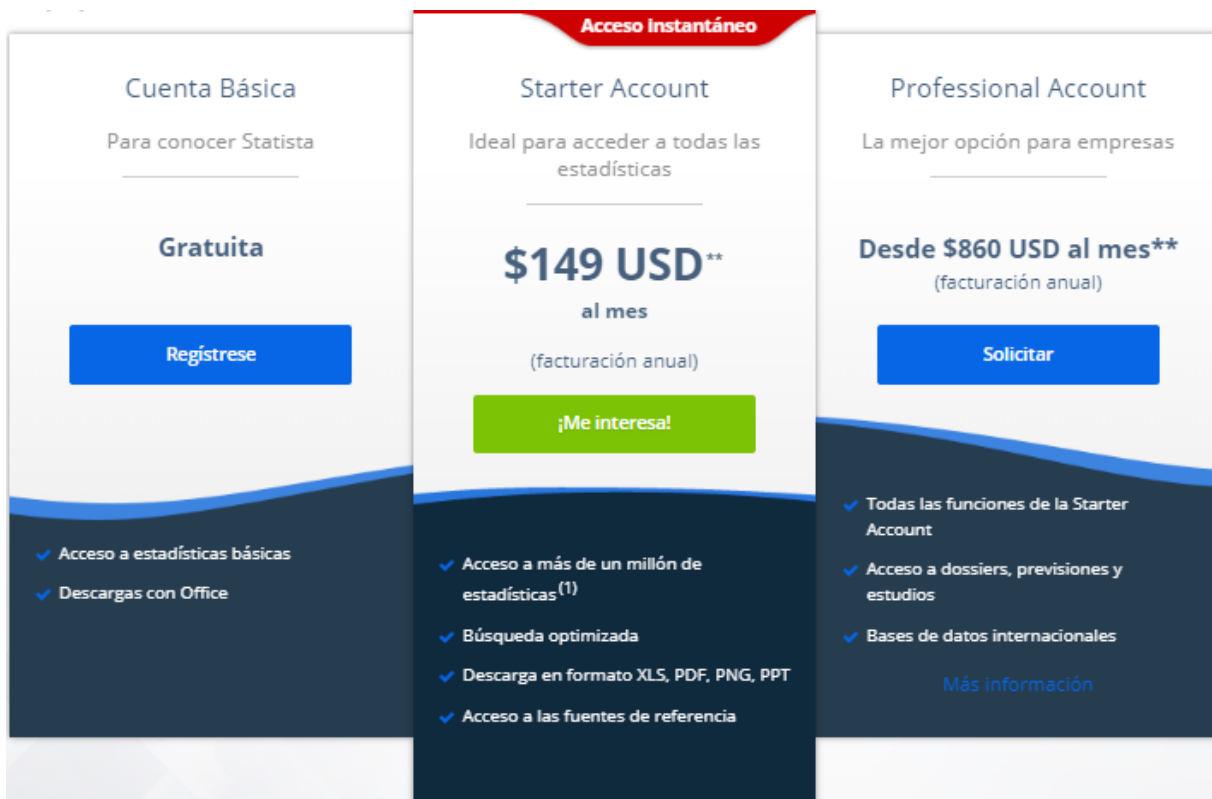 Cuenta Básica
Para conocer Statista
Gratuita
Regístrese
Acceso a estadísticas básicas
Descargas con Office
Acceso instantáneo
Starter Account
Ideal para acceder a todas las
estadísticas
$149 USD**
al mes
(facturación anual)
¡Me interesa!
Acceso a más de un millón de
estadísticas(1)
Búsqueda optimizada
Descarga en formato XLS, PDF, PNG, PPT
Acceso a las fuentes de referencia
Professional Account
La mejor opción para empresas
Desde $860 USD al mes**
(facturación anual)
Solicitar
Todas las funciones de la Starter
Account
Acceso a dossiers, previsiones y
estudios
Bases de datos internacionales
Más información